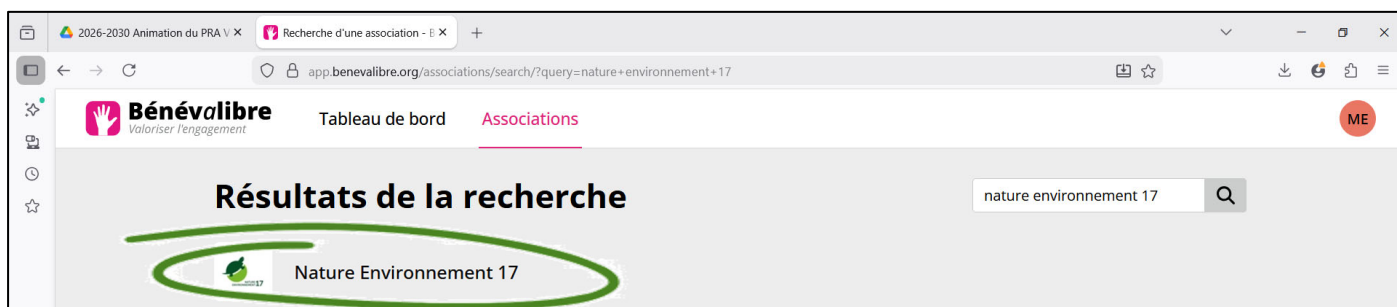 2026-2030 Animation du PRA V
Recherche d'une association - B
app.benevalibre.org/associations/search/?query=nature+environnement+17
Bénévalibre
Valoriser l'engagement
Tableau de bord
Associations
ME
Résultats de la recherche
nature environnement 17
Nature Environnement 17